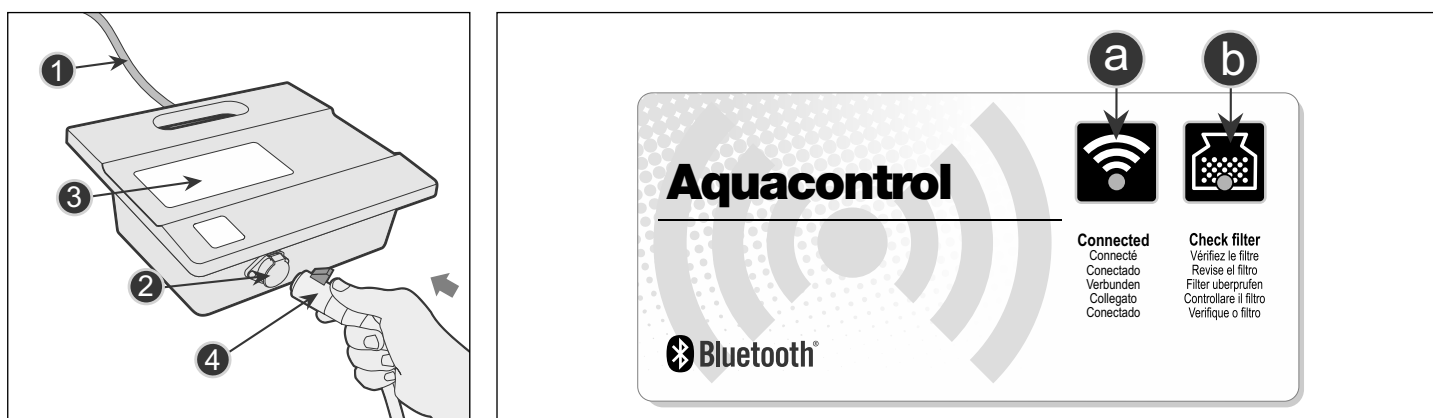 1
2
3
4
a
b
Aquacontrol
Connected
Connecté
Conectado
Verbunden
Collegato
Conectado
Check filter
Vérifiez le filtre
Revise el filtro
Filter uberprufen
Controllare il filtro
Verifique o filtro
Bluetooth®